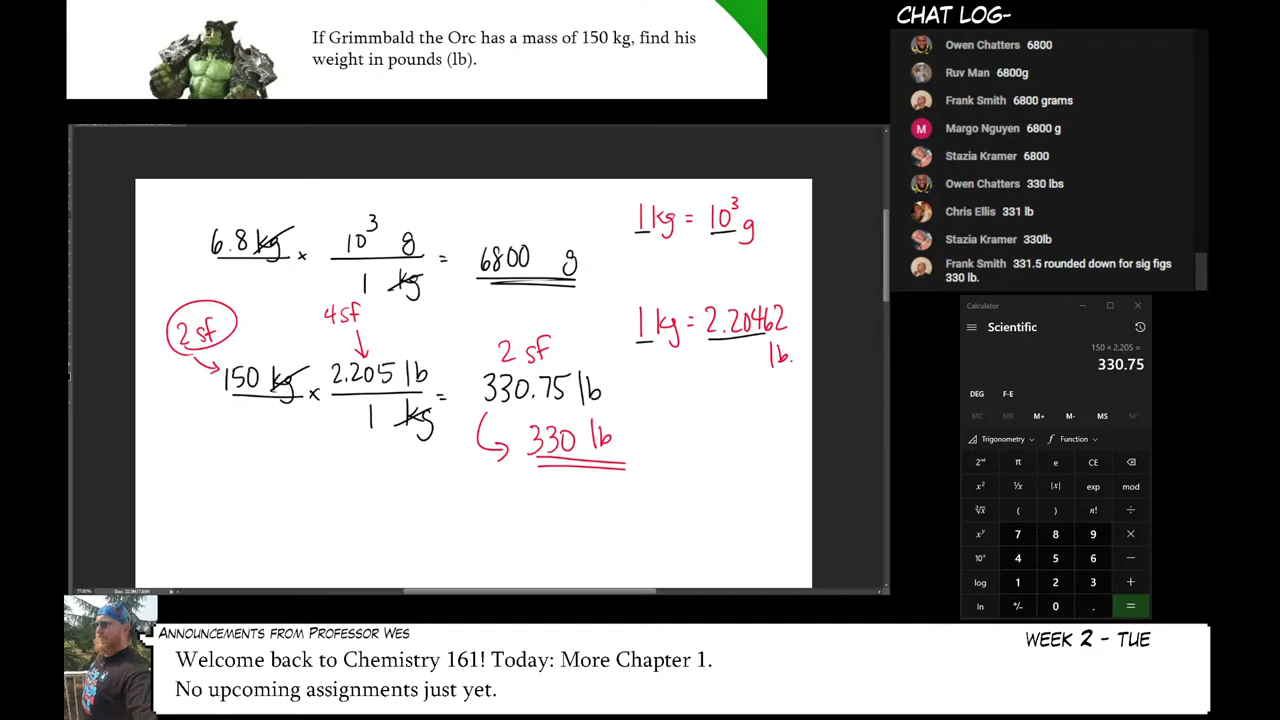 If Grimmbald the Orc has a mass of 150 kg, find his
weight in pounds (lb).
CHAT LOG-
Owen Chatters 6800
Ruv Man 6800g
Frank Smith 6800 grams
M Margo Nguyen 6800 g
Stazia Kramer 6800
Owen Chatters 330 lbs
Chris Ellis 331 lb
Stazia Kramer 330lb
Frank Smith 331.5 rounded down for sig figs
330 lb.
6.8 kg × 10³ g / 1 kg = 6800 g
1 kg = 10³ g
2 sf
4 sf
1 kg = 2.20462
lb.
2 sf
150 kg × 2.205 lb / 1 kg = 330.75 lb
330 lb
Calculator
Scientific
150 × 2.205 =
330.75
DEG F-E
MC MR M+ M- MS M˅
Trigonometry Function
2ⁿᵈ π e CE
x² ¹/x |x| exp mod
²√x ( ) n! ÷
xʸ 7 8 9 ×
10ˣ 4 5 6 −
log 1 2 3 +
ln +/− 0 . =
77.81%
ANNOUNCEMENTS FROM PROFESSOR WES
WEEK 2 - TUE
Welcome back to Chemistry 161! Today: More Chapter 1.
No upcoming assignments just yet.